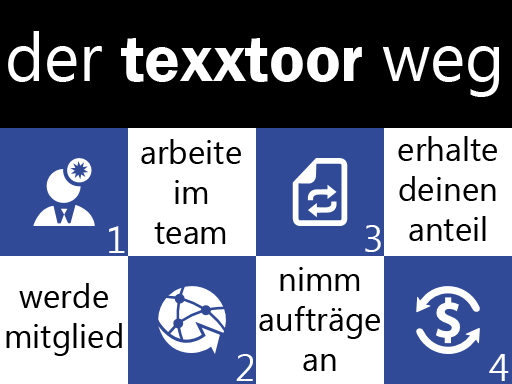 der texxtoor weg
1
arbeite
im
team
3
erhalte
deinen
anteil
werde
mitglied
2
nimm
aufträge
an
$
4